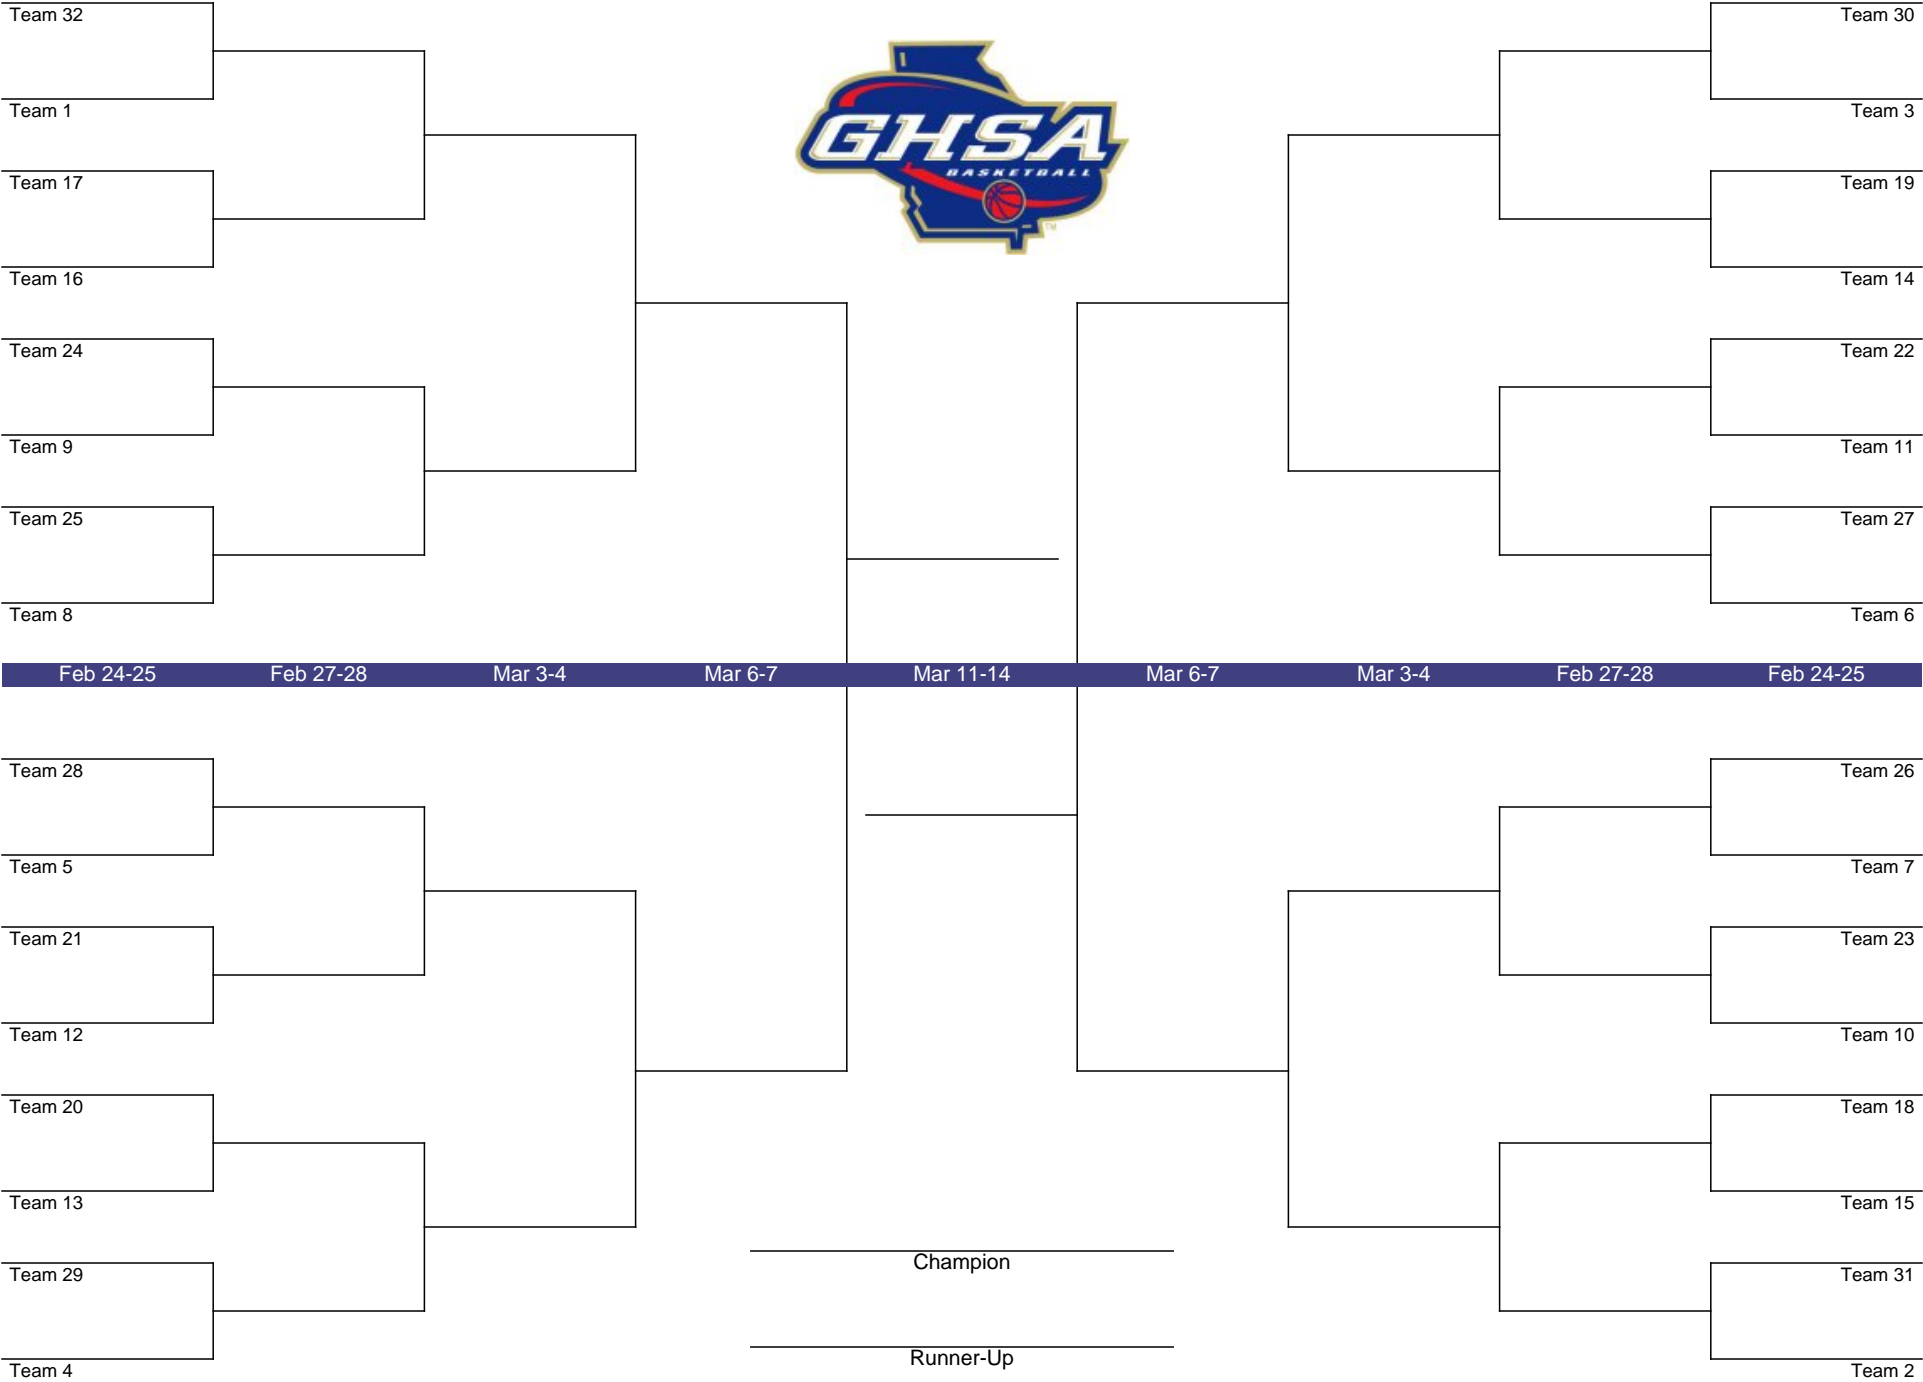 Team 32
Team 30
Team 1
Team 3
GHSA
BASKETBALL
TM
Team 17
Team 19
Team 16
Team 14
Team 24
Team 22
Team 9
Team 11
Team 25
Team 27
Team 8
Team 6
Feb 24-25 Feb 27-28 Mar 3-4 Mar 6-7 Mar 11-14 Mar 6-7 Mar 3-4 Feb 27-28 Feb 24-25
Team 28
Team 26
Team 5
Team 7
Team 21
Team 23
Team 12
Team 10
Team 20
Team 18
Team 13
Team 15
Champion
Team 29
Team 31
Runner-Up
Team 4
Team 2